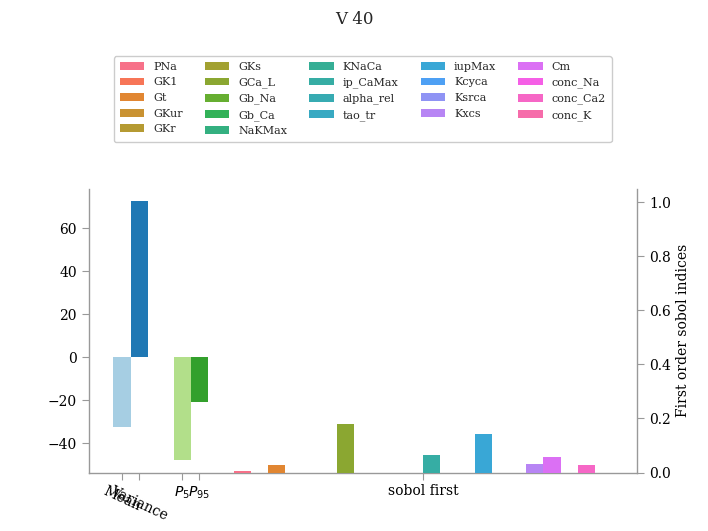 V 40
PNa GKs KNaCa iupMax Cm
GK1 GCa_L ip_CaMax Kcyca conc_Na
Gt Gb_Na alpha_rel Ksrca conc_Ca2
GKur Gb_Ca tao_tr Kxcs conc_K
GKr NaKMax
60
40
20
0
−20
−40
1.0
0.8
0.6
0.4
0.2
0.0
First order sobol indices
Mean
Variance
P5 P95
sobol first